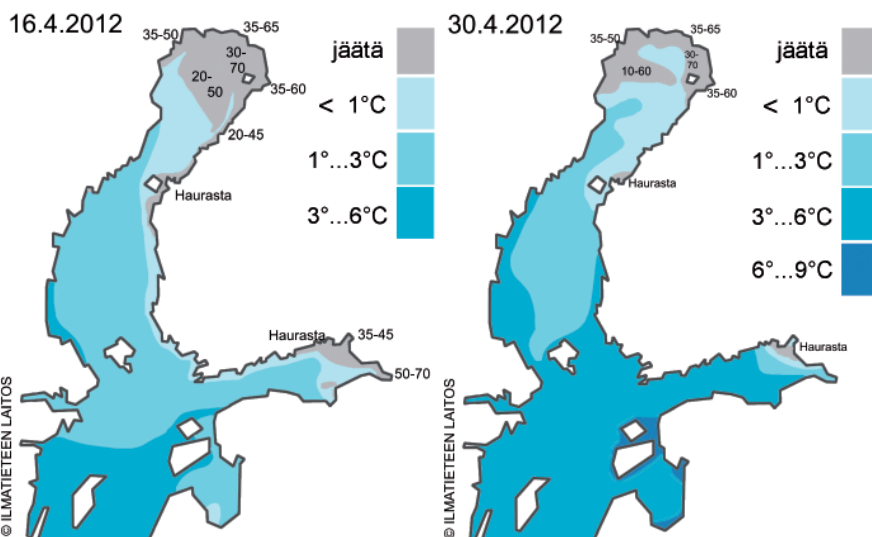 16.4.2012
35-50
35-65
30-
70
20-
50
35-60
20-45
Haurasta
Haurasta
35-45
50-70
jäätä
< 1°C
1°...3°C
3°...6°C
© ILMATIETEEN LAITOS
30.4.2012
35-50
35-65
30-
70
10-60
35-60
Haurasta
Haurasta
jäätä
< 1°C
1°...3°C
3°...6°C
6°...9°C
© ILMATIETEEN LAITOS